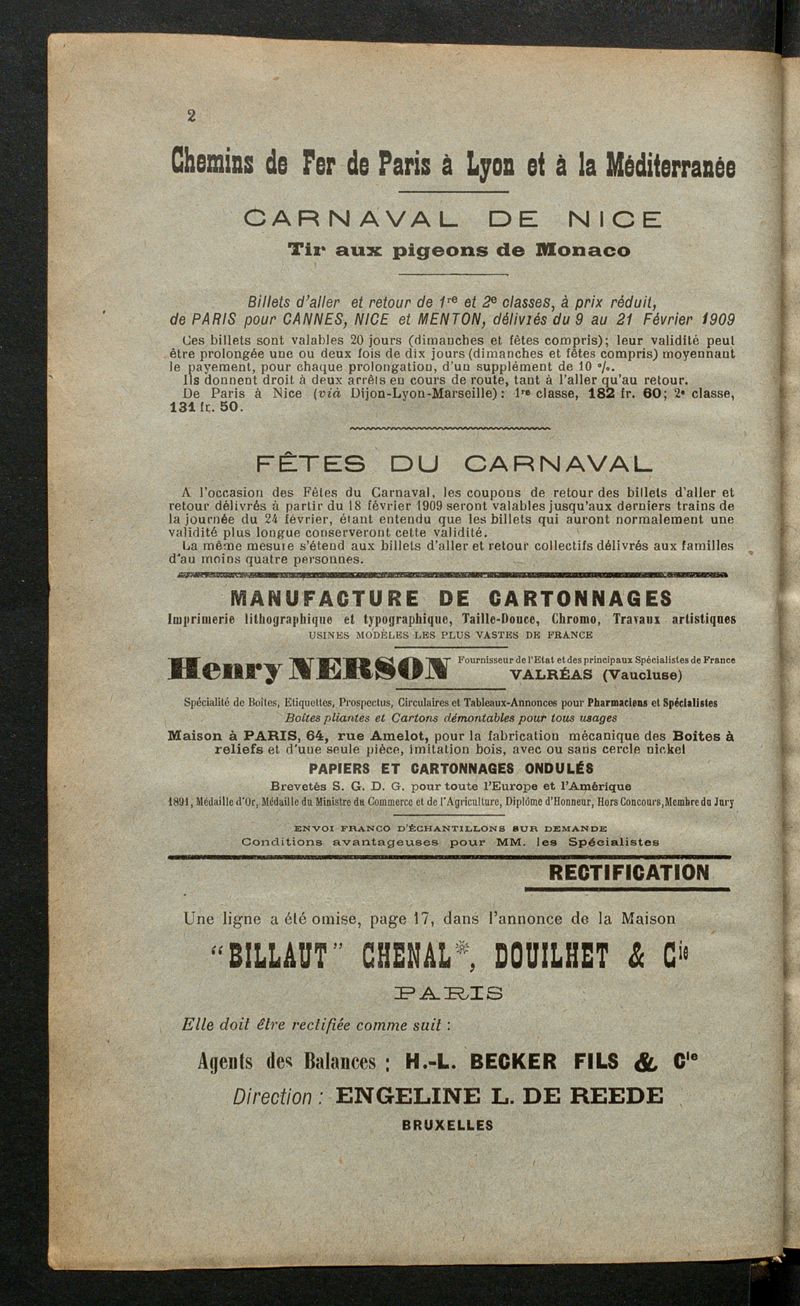 2
Chemins de Fer de Paris à Lyon et à la Méditerranée
CARNAVAL DE NICE
Tir aux pigeons de Monaco
Billets d'aller et retour de 1re et 2e classes, à prix réduit,
de PARIS pour CANNES, NICE et MENTON, délivrés du 9 au 21 Février 1909
Ces billets sont valables 20 jours (dimanches et fêtes compris); leur validité peut
être prolongée une ou deux fois de dix jours (dimanches et fêtes compris) moyennant
le payement, pour chaque prolongation, d'un supplément de 10 %.
Ils donnent droit à deux arrêts en cours de route, tant à l'aller qu'au retour.
De Paris à Nice (viâ Dijon-Lyon-Marseille): 1re classe, 182 fr. 60; 2e classe,
131 fr. 50.
FÊTES DU CARNAVAL
A l'occasion des Fêtes du Carnaval, les coupons de retour des billets d'aller et
retour délivrés à partir du 18 février 1909 seront valables jusqu'aux derniers trains de
la journée du 24 février, étant entendu que les billets qui auront normalement une
validité plus longue conserveront cette validité.
La même mesure s'étend aux billets d'aller et retour collectifs délivrés aux familles
d'au moins quatre personnes.
MANUFACTURE DE CARTONNAGES
Imprimerie lithographique et typographique, Taille-Douce, Chromo, Travaux artistiques
USINES MODÈLES LES PLUS VASTES DE FRANCE
Henry NERSON Fournisseur de l'Etat et des principaux Spécialistes de France
VALRÉAS (Vaucluse)
Spécialité de Boîtes, Etiquettes, Prospectus, Circulaires et Tableaux-Annonces pour Pharmaciens et Spécialistes
Boîtes pliantes et Cartons démontables pour tous usages
Maison à PARIS, 64, rue Amelot, pour la fabrication mécanique des Boîtes à
reliefs et d'une seule pièce, imitation bois, avec ou sans cercle nickel
PAPIERS ET CARTONNAGES ONDULÉS
Brevetés S. G. D. G. pour toute l'Europe et l'Amérique
1891, Médaille d'Or, Médaille du Ministre du Commerce et de l'Agriculture, Diplôme d'Honneur, Hors Concours, Membre du Jury
ENVOI FRANCO D'ÉCHANTILLONS SUR DEMANDE
Conditions avantageuses pour MM. les Spécialistes
RECTIFICATION
Une ligne a été omise, page 17, dans l'annonce de la Maison
"BILLAUT" CHENAL*, DOUILHET & Cie
PARIS
Elle doit être rectifiée comme suit :
Agents des Balances : H.-L. BECKER FILS & Cie
Direction : ENGELINE L. DE REEDE
BRUXELLES